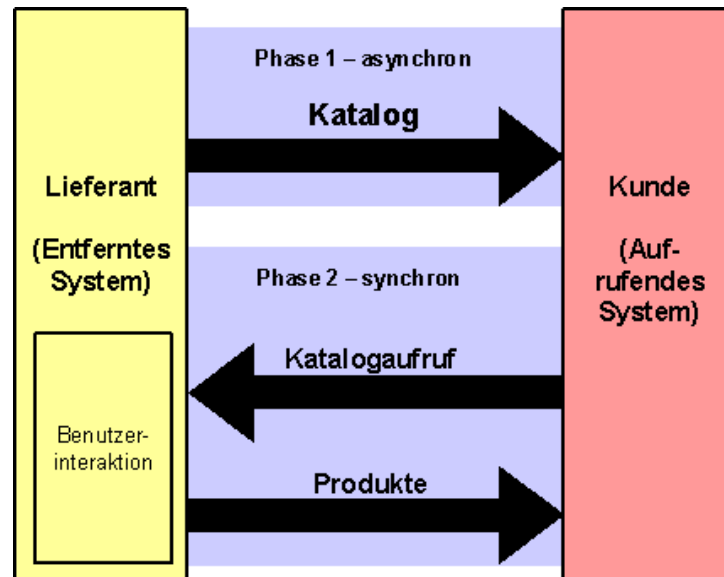 Phase 1 – asynchron
Katalog
Lieferant
(Entferntes
System)
Kunde
(Auf-
rufendes
System)
Phase 2 – synchron
Katalogaufruf
Benutzer-
interaktion
Produkte